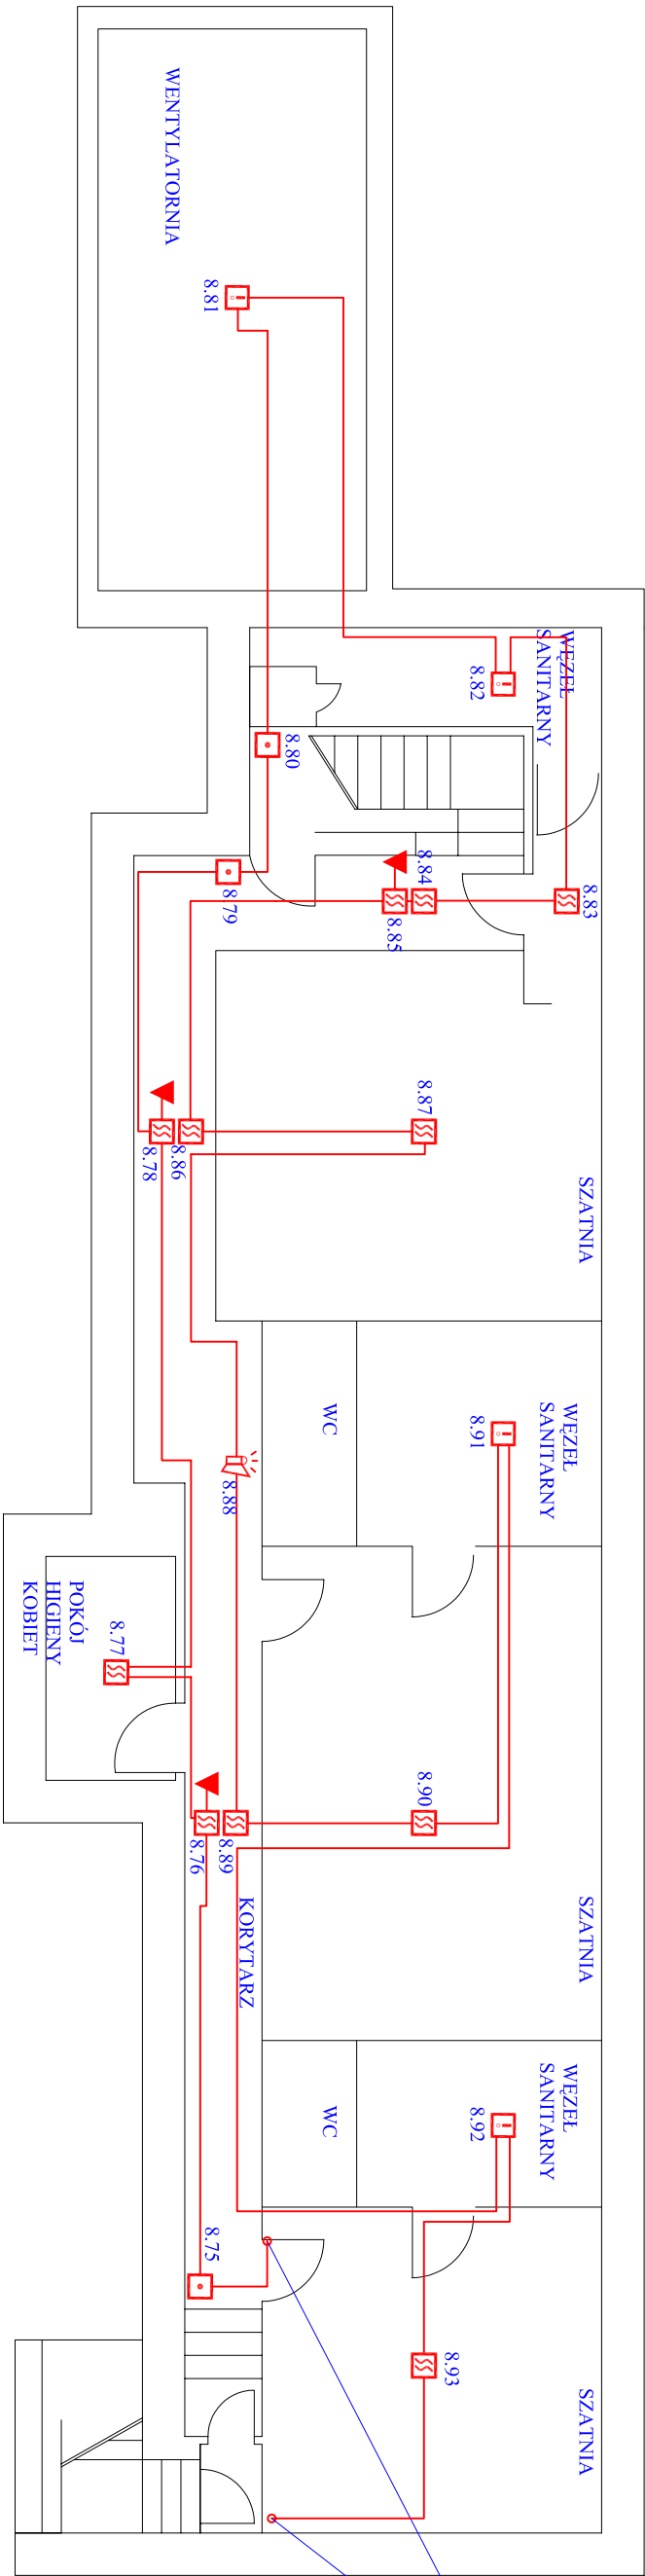 WENTYLATORNIA
8.81
WĘZEŁ
SANITARNY
8.82
8.80
8.79
8.84
8.85
8.83
8.87
8.86
8.78
SZATNIA
WC
WĘZEŁ
SANITARNY
8.91
8.88
POKÓJ
HIGIENY
KOBIET
8.77
8.90
8.89
8.76
KORYTARZ
SZATNIA
WC
WĘZEŁ
SANITARNY
8.92
8.75
8.93
SZATNIA